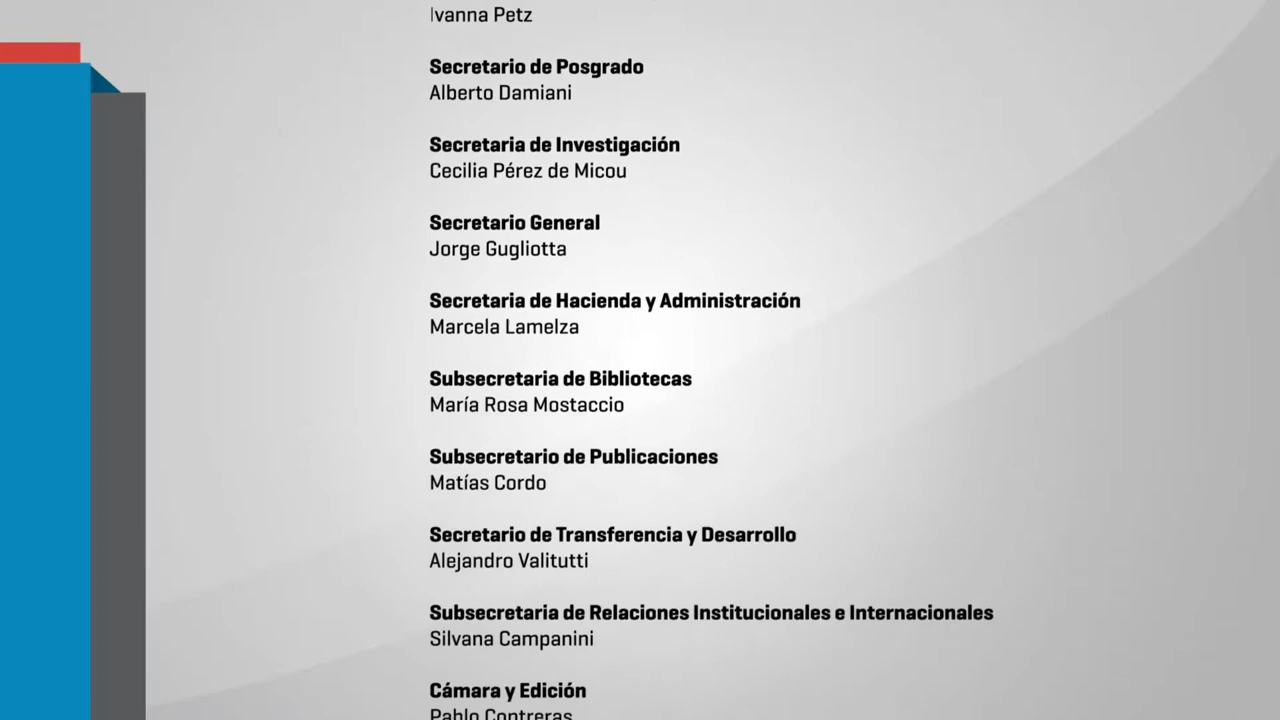 Ivanna Petz
Secretario de Posgrado
Alberto Damiani
Secretaria de Investigación
Cecilia Pérez de Micou
Secretario General
Jorge Gugliotta
Secretaria de Hacienda y Administración
Marcela Lamelza
Subsecretaria de Bibliotecas
María Rosa Mostaccio
Subsecretario de Publicaciones
Matías Cordo
Secretario de Transferencia y Desarrollo
Alejandro Valitutti
Subsecretaria de Relaciones Institucionales e Internacionales
Silvana Campanini
Cámara y Edición
Pablo Contreras